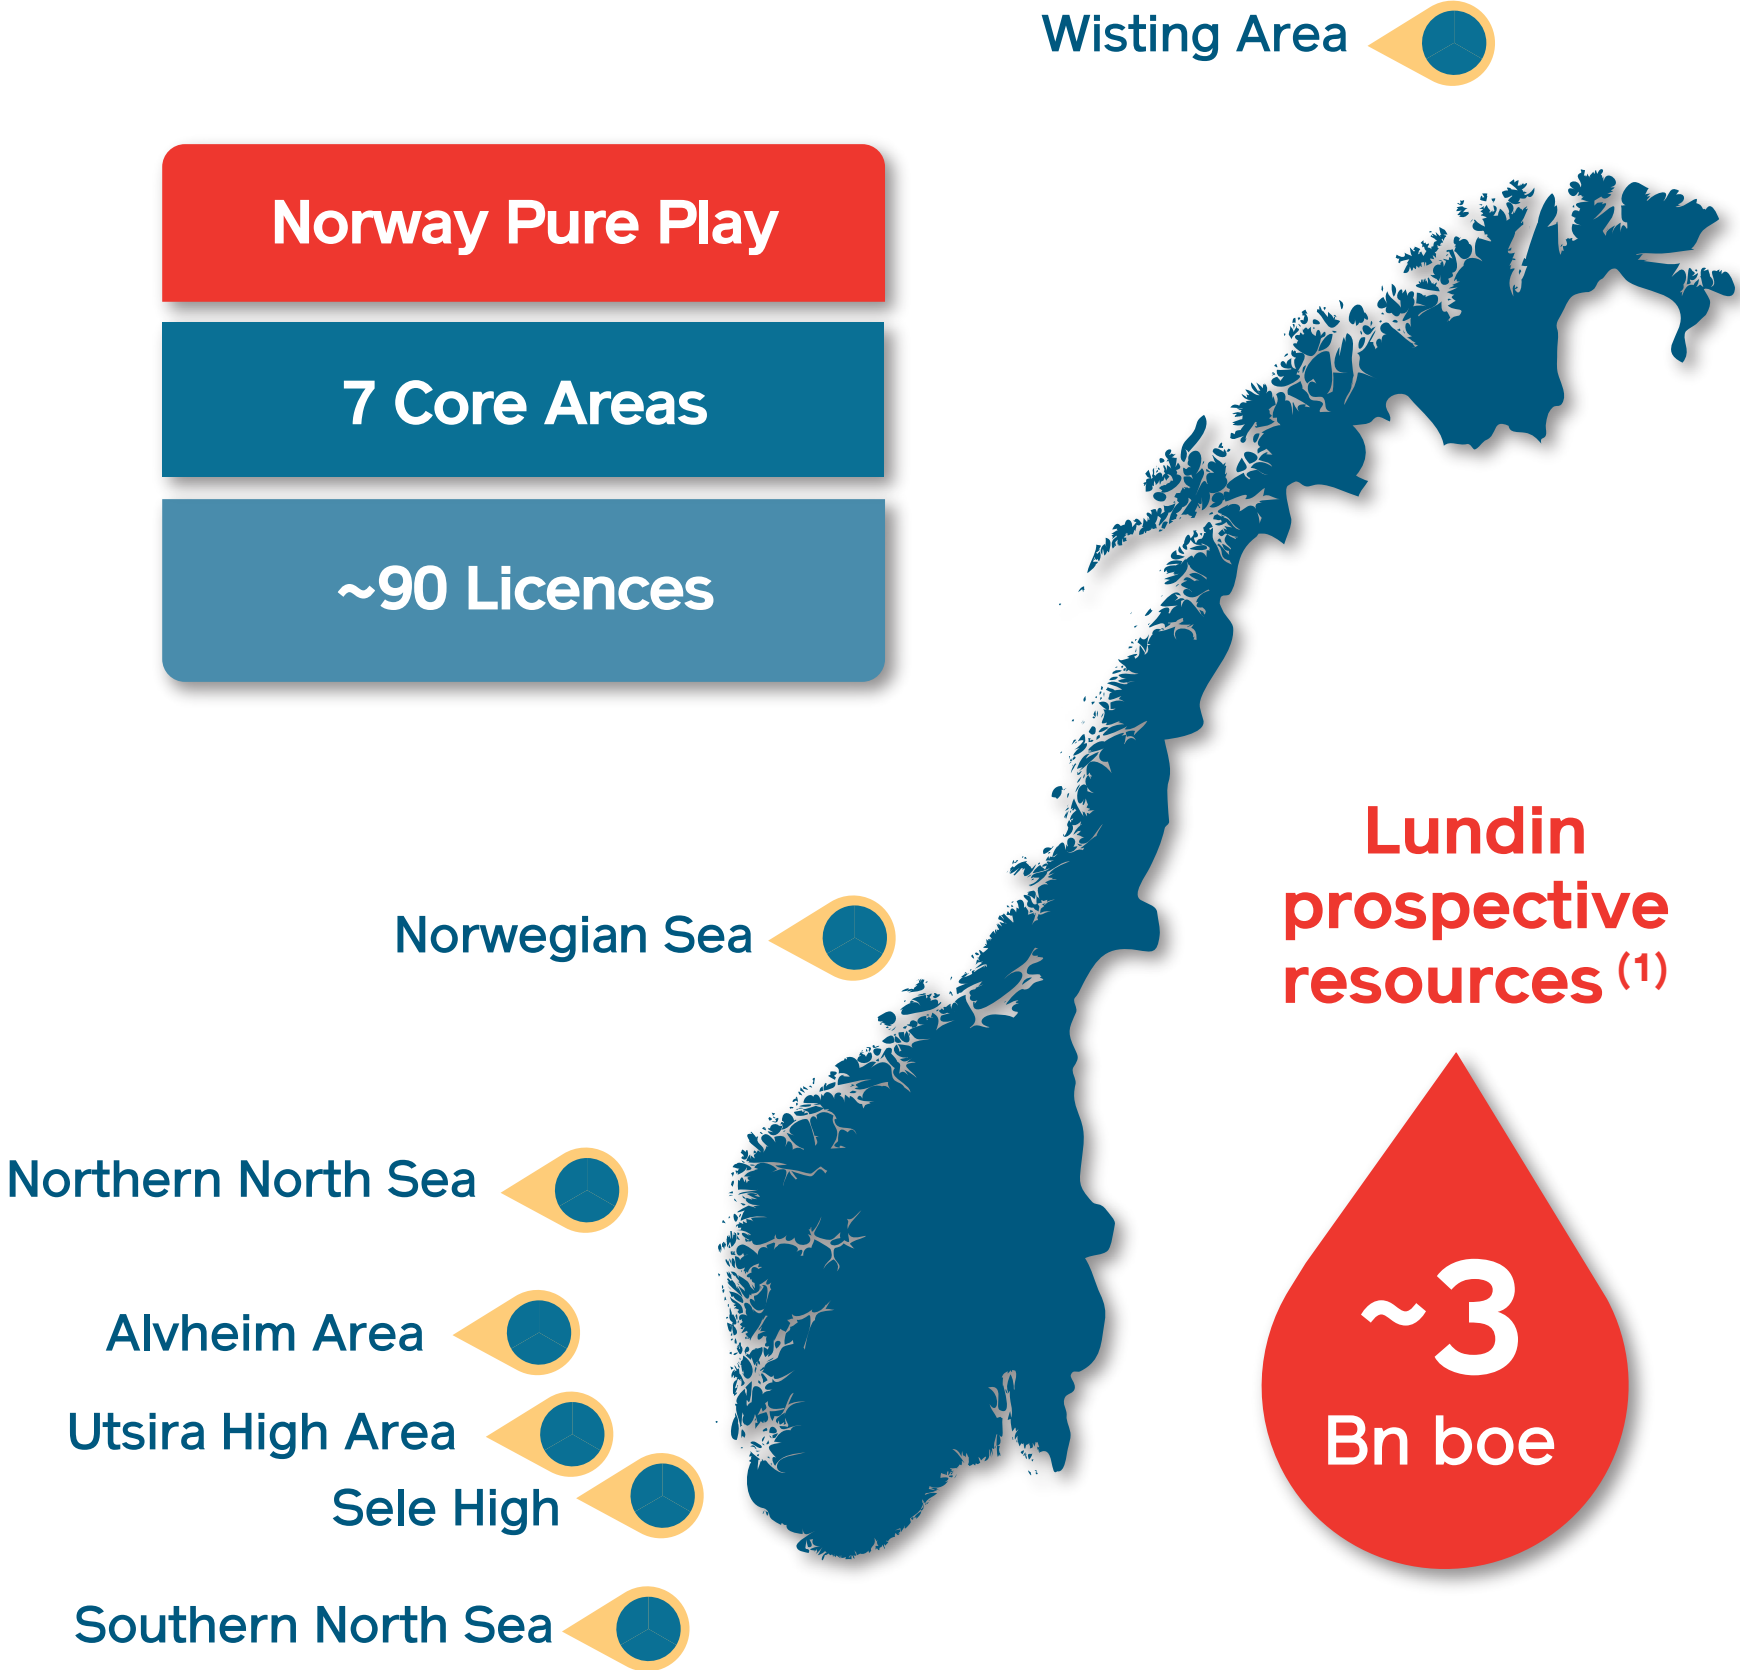 Wisting Area
Norway Pure Play
7 Core Areas
~90 Licences
Lundin
prospective
resources (1)
Norwegian Sea
Northern North Sea
~3
Bn boe
Alvheim Area
Utsira High Area
Sele High
Southern North Sea